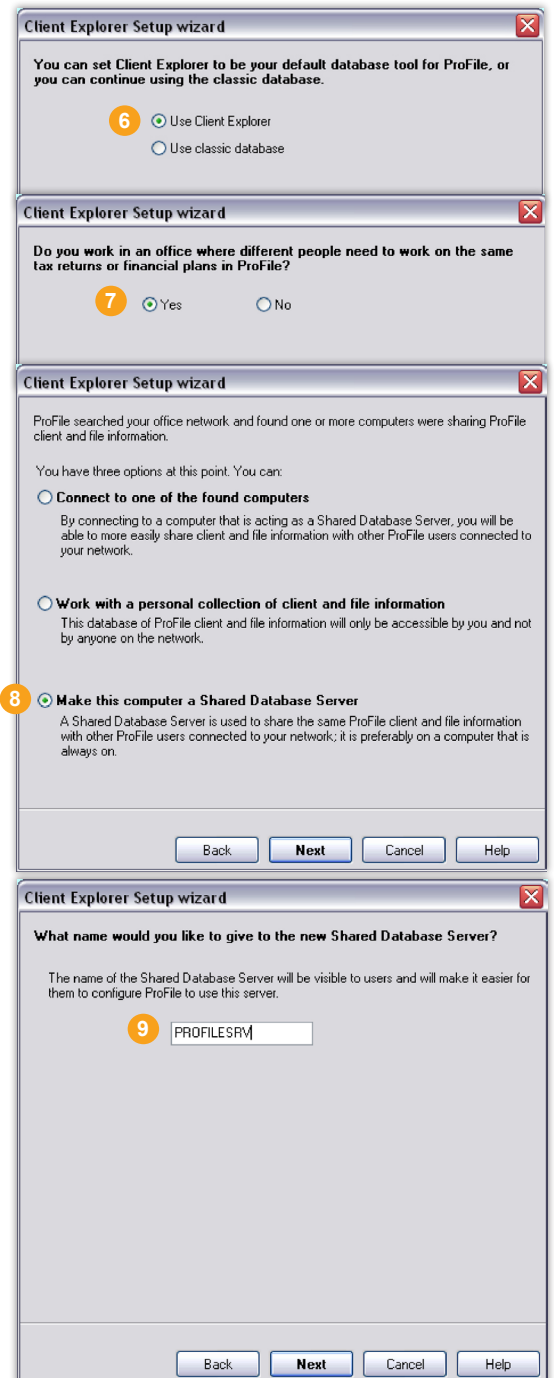 Client Explorer Setup wizard
You can set Client Explorer to be your default database tool for ProFile, or
you can continue using the classic database.
6 Use Client Explorer
Use classic database
Client Explorer Setup wizard
Do you work in an office where different people need to work on the same
tax returns or financial plans in ProFile?
7 Yes No
Client Explorer Setup wizard
ProFile searched your office network and found one or more computers were sharing ProFile
client and file information.
You have three options at this point. You can:
Connect to one of the found computers
By connecting to a computer that is acting as a Shared Database Server, you will be
able to more easily share client and file information with other ProFile users connected to
your network.
Work with a personal collection of client and file information
This database of ProFile client and file information will only be accessible by you and not
by anyone on the network.
8 Make this computer a Shared Database Server
A Shared Database Server is used to share the same ProFile client and file information
with other ProFile users connected to your network; it is preferably on a computer that is
always on.
Back Next Cancel Help
Client Explorer Setup wizard
What name would you like to give to the new Shared Database Server?
The name of the Shared Database Server will be visible to users and will make it easier for
them to configure ProFile to use this server.
9 PROFILESRV
Back Next Cancel Help